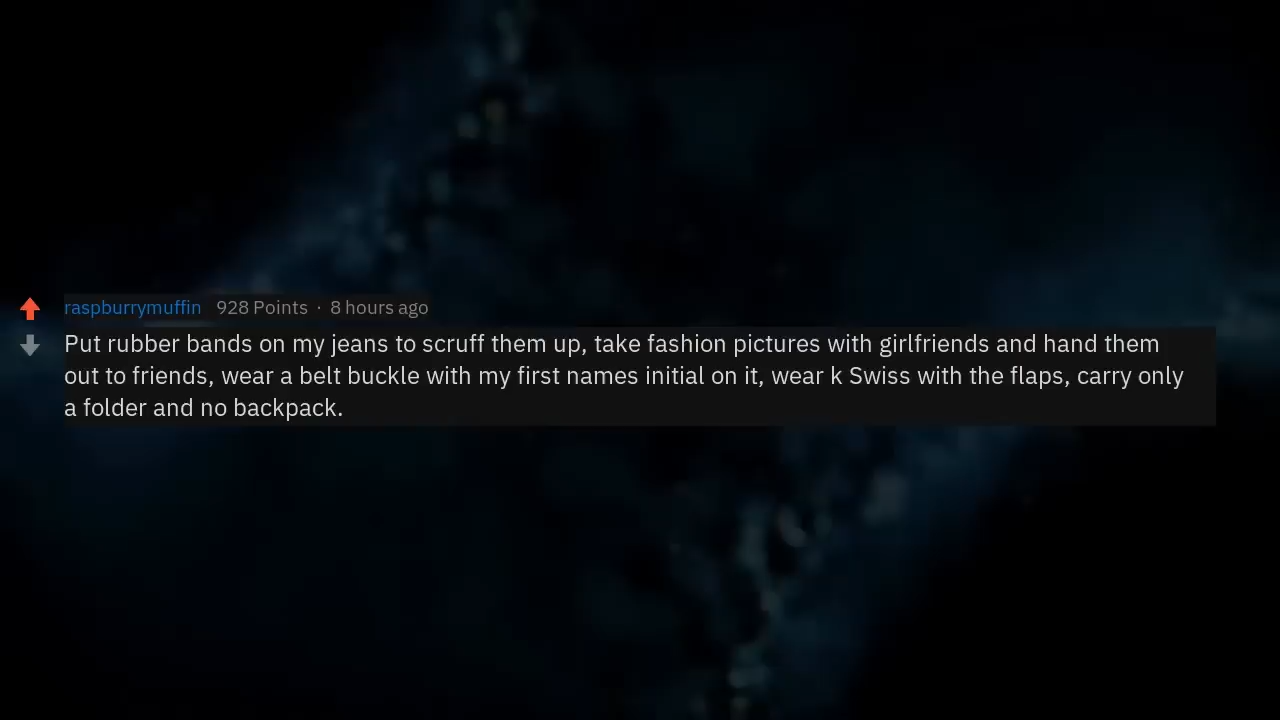 raspburrymuffin 928 Points · 8 hours ago
Put rubber bands on my jeans to scruff them up, take fashion pictures with girlfriends and hand them
out to friends, wear a belt buckle with my first names initial on it, wear k Swiss with the flaps, carry only
a folder and no backpack.